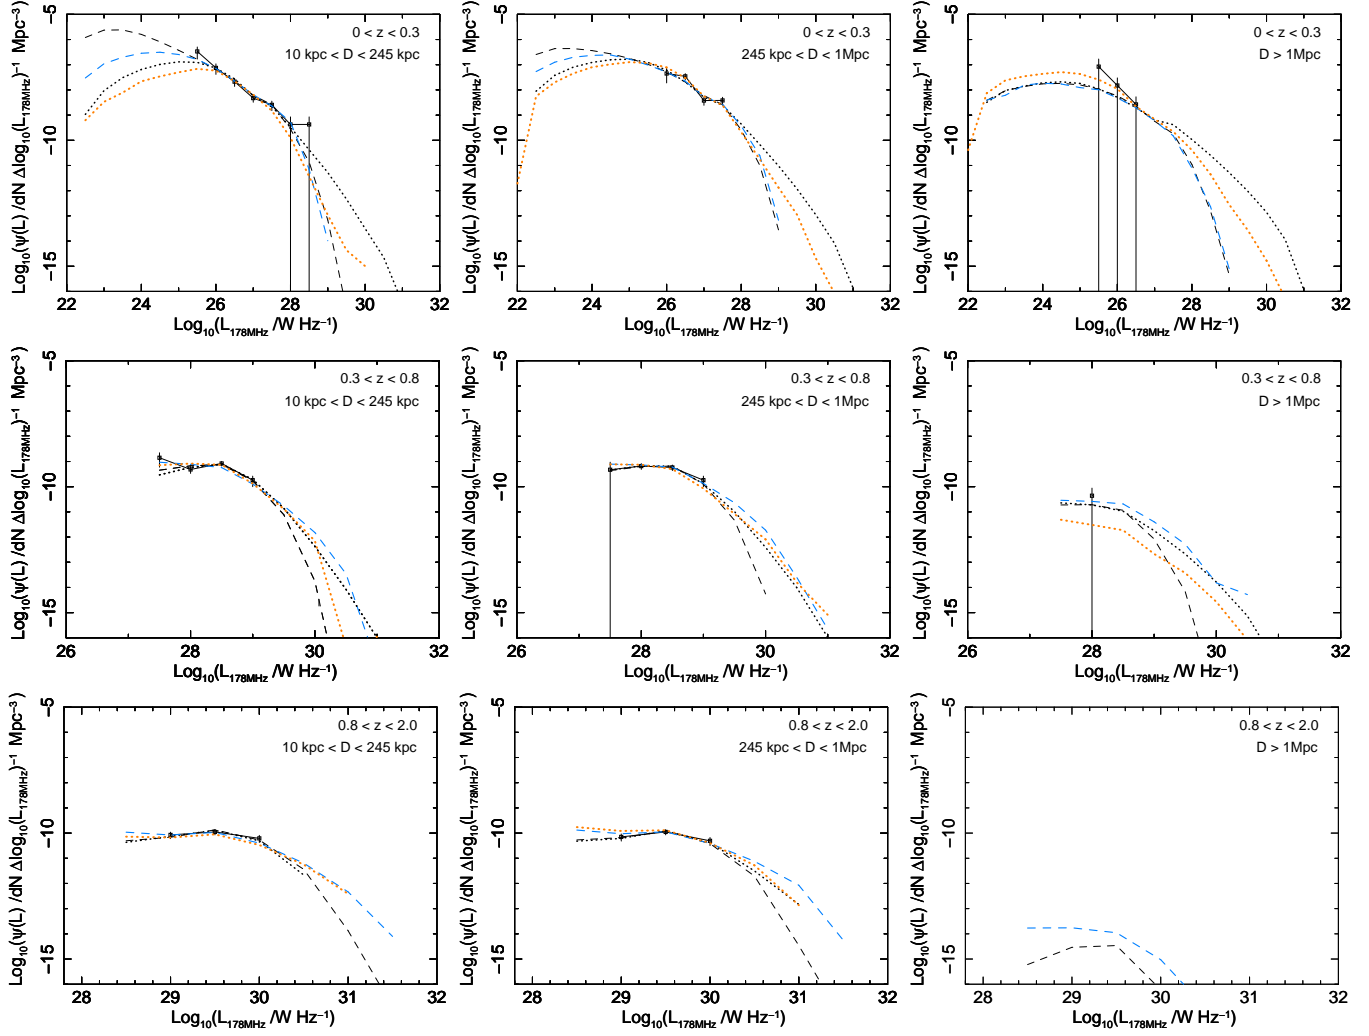 −5
−10
−15
Log₁₀(ψ(L) /dN Δlog₁₀(L₁₇₈MHz)⁻¹ Mpc⁻³)
0 < z < 0.3
10 kpc < D < 245 kpc
22 24 26 28 30 32
Log₁₀(L₁₇₈MHz /W Hz⁻¹)
−5
−10
−15
Log₁₀(ψ(L) /dN Δlog₁₀(L₁₇₈MHz)⁻¹ Mpc⁻³)
0 < z < 0.3
245 kpc < D < 1Mpc
22 24 26 28 30 32
Log₁₀(L₁₇₈MHz /W Hz⁻¹)
−5
−10
−15
Log₁₀(ψ(L) /dN Δlog₁₀(L₁₇₈MHz)⁻¹ Mpc⁻³)
0 < z < 0.3
D > 1Mpc
22 24 26 28 30 32
Log₁₀(L₁₇₈MHz /W Hz⁻¹)
−5
−10
−15
Log₁₀(ψ(L) /dN Δlog₁₀(L₁₇₈MHz)⁻¹ Mpc⁻³)
0.3 < z < 0.8
10 kpc < D < 245 kpc
26 28 30 32
Log₁₀(L₁₇₈MHz /W Hz⁻¹)
−5
−10
−15
Log₁₀(ψ(L) /dN Δlog₁₀(L₁₇₈MHz)⁻¹ Mpc⁻³)
0.3 < z < 0.8
245 kpc < D < 1Mpc
26 28 30 32
Log₁₀(L₁₇₈MHz /W Hz⁻¹)
−5
−10
−15
Log₁₀(ψ(L) /dN Δlog₁₀(L₁₇₈MHz)⁻¹ Mpc⁻³)
0.3 < z < 0.8
D > 1Mpc
26 28 30 32
Log₁₀(L₁₇₈MHz /W Hz⁻¹)
−5
−10
−15
Log₁₀(ψ(L) /dN Δlog₁₀(L₁₇₈MHz)⁻¹ Mpc⁻³)
0.8 < z < 2.0
10 kpc < D < 245 kpc
28 29 30 31 32
Log₁₀(L₁₇₈MHz /W Hz⁻¹)
−5
−10
−15
Log₁₀(ψ(L) /dN Δlog₁₀(L₁₇₈MHz)⁻¹ Mpc⁻³)
0.8 < z < 2.0
245 kpc < D < 1Mpc
28 29 30 31 32
Log₁₀(L₁₇₈MHz /W Hz⁻¹)
−5
−10
−15
Log₁₀(ψ(L) /dN Δlog₁₀(L₁₇₈MHz)⁻¹ Mpc⁻³)
0.8 < z < 2.0
D > 1Mpc
28 29 30 31 32
Log₁₀(L₁₇₈MHz /W Hz⁻¹)